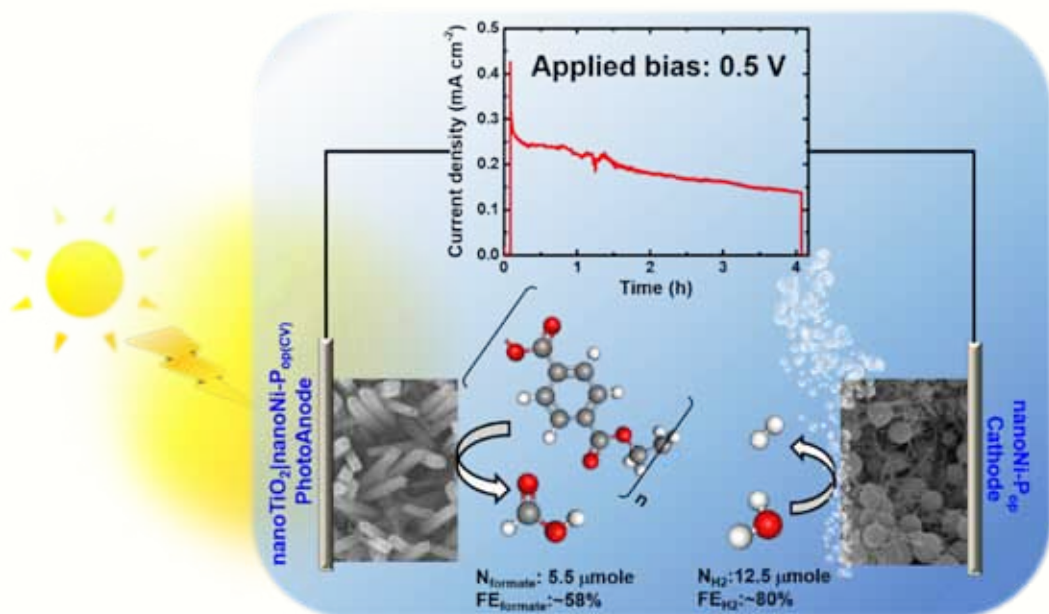 0.5
0.4
0.3
0.2
0.1
0.0
Current density (mA cm⁻²)
Applied bias: 0.5 V
0 1 2 3 4
Time (h)
nanoTiO₂|nanoNi-P_op(CV)
PhotoAnode
n
nanoNi-P_op
Cathode
N_formate: 5.5 μmole
FE_formate:~58%
N_H2:12.5 μmole
FE_H2:~80%